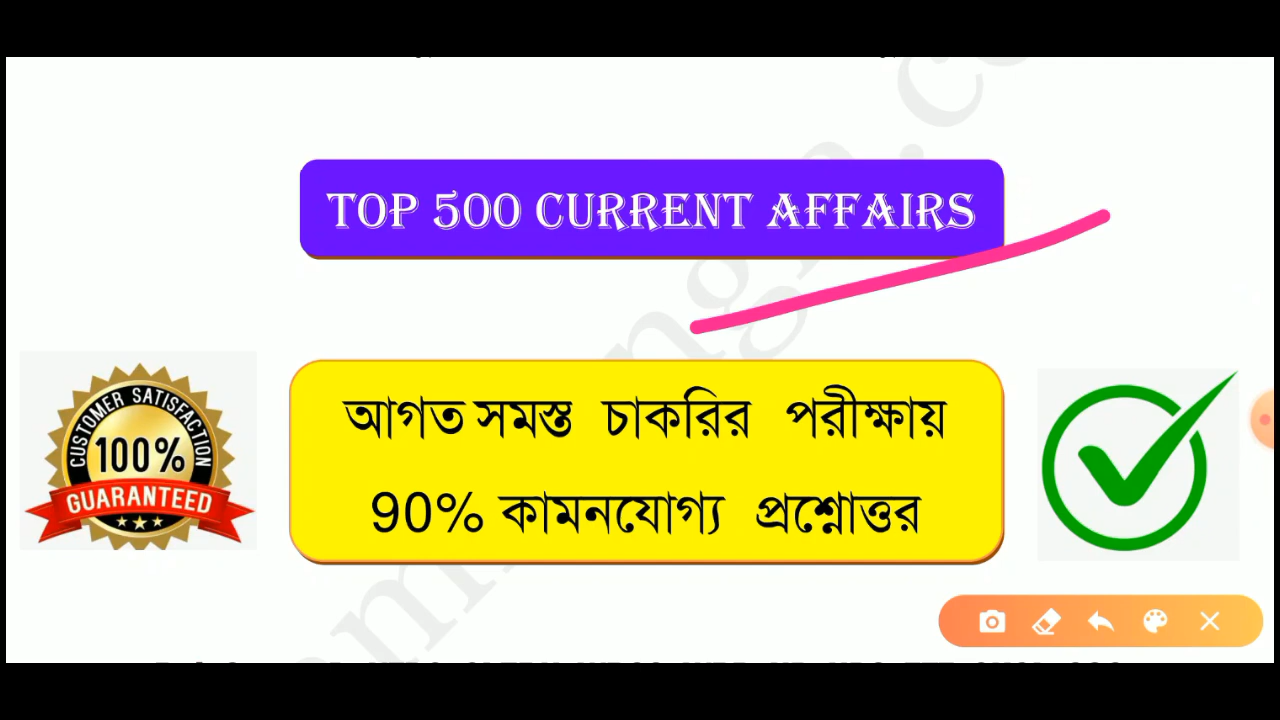 TOP 500 CURRENT AFFAIRS
CUSTOMER SATISFACTION
100%
GUARANTEED
আগত সমস্ত চাকরির পরীক্ষায়
90% কামনযোগ্য প্রশ্নোত্তর